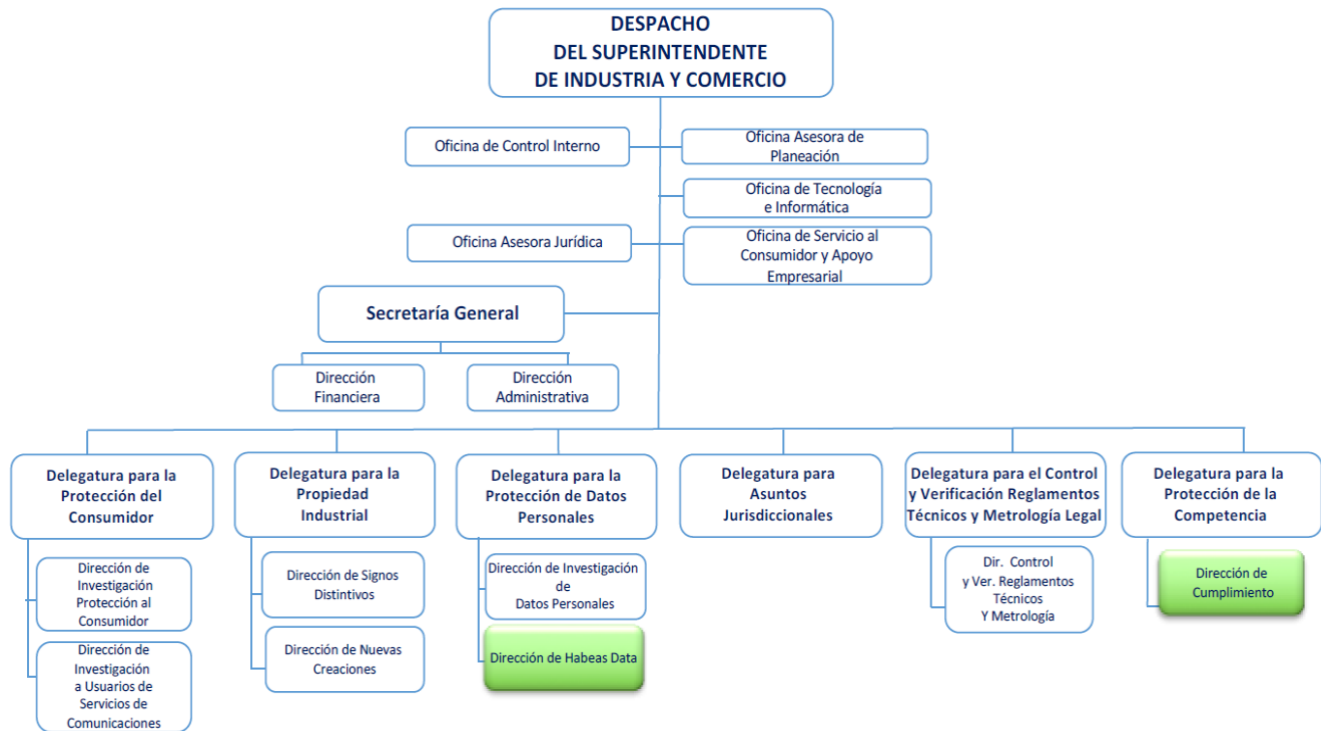 DESPACHO
DEL SUPERINTENDENTE
DE INDUSTRIA Y COMERCIO
Oficina de Control Interno
Oficina Asesora de
Planeación
Oficina de Tecnología
e Informática
Oficina Asesora Jurídica
Oficina de Servicio al
Consumidor y Apoyo
Empresarial
Secretaría General
Dirección
Financiera
Dirección
Administrativa
Delegatura para la
Protección del
Consumidor
Dirección de
Investigación
Protección al
Consumidor
Dirección de
Investigación
a Usuarios de
Servicios de
Comunicaciones
Delegatura para la
Propiedad
Industrial
Dirección de Signos
Distintivos
Dirección de Nuevas
Creaciones
Delegatura para la
Protección de Datos
Personales
Dirección de Investigación
de
Datos Personales
Dirección de Habeas Data
Delegatura para
Asuntos
Jurisdiccionales
Delegatura para el Control
y Verificación Reglamentos
Técnicos y Metrología Legal
Dir. Control
y Ver. Reglamentos
Técnicos
Y Metrología
Delegatura para la
Protección de la
Competencia
Dirección de
Cumplimiento